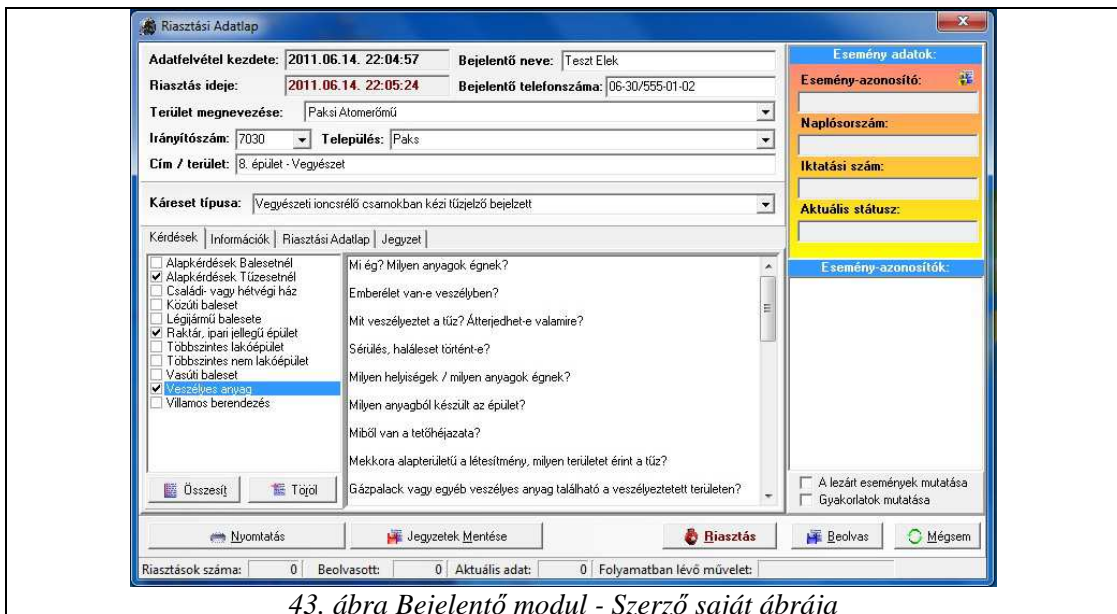 Riasztási Adatlap
Adatfelvétel kezdete: 2011.06.14. 22:04:57 Bejelentő neve: Teszt Elek
Riasztás ideje: 2011.06.14. 22:05:24 Bejelentő telefonszáma: 06-30/555-01-02
Terület megnevezése: Paksi Atomerőmű
Irányítószám: 7030 Település: Paks
Cím / terület: 8. épület - Vegyészet
Káreset típusa: Vegyészeti ioncsrélő csarnokban kézi tűzjelző bejelzett
Kérdések Információk Riasztási Adatlap Jegyzet
Alapkérdések Balesetnél
Alapkérdések Tűzesetnél
Családi- vagy hétvégi ház
Közúti baleset
Légijármű balesete
Raktár, ipari jellegű épület
Többszintes lakóépület
Többszintes nem lakóépület
Vasúti baleset
Veszélyes anyag
Villamos berendezés
Összesít Töröl
Mi ég? Milyen anyagok égnek?
Emberélet van-e veszélyben?
Mit veszélyeztet a tűz? Átterjedhet-e valamire?
Sérülés, haláleset történt-e?
Milyen helyiségek / milyen anyagok égnek?
Milyen anyagból készült az épület?
Miből van a tetőhéjazata?
Mekkora alapterületű a létesítmény, milyen területet érint a tűz?
Gázpalack vagy egyéb veszélyes anyag található a veszélyeztetett területen?
Esemény adatok:
Esemény-azonosító:
Naplósorszám:
Iktatási szám:
Aktuális státusz:
Esemény-azonosítók:
A lezárt események mutatása
Gyakorlatok mutatása
Nyomtatás Jegyzetek Mentése Riasztás Beolvas Mégsem
Riasztások száma: 0 Beolvasott: 0 Aktuális adat: 0 Folyamatban lévő művelet:
43. ábra Bejelentő modul - Szerző saját ábrája